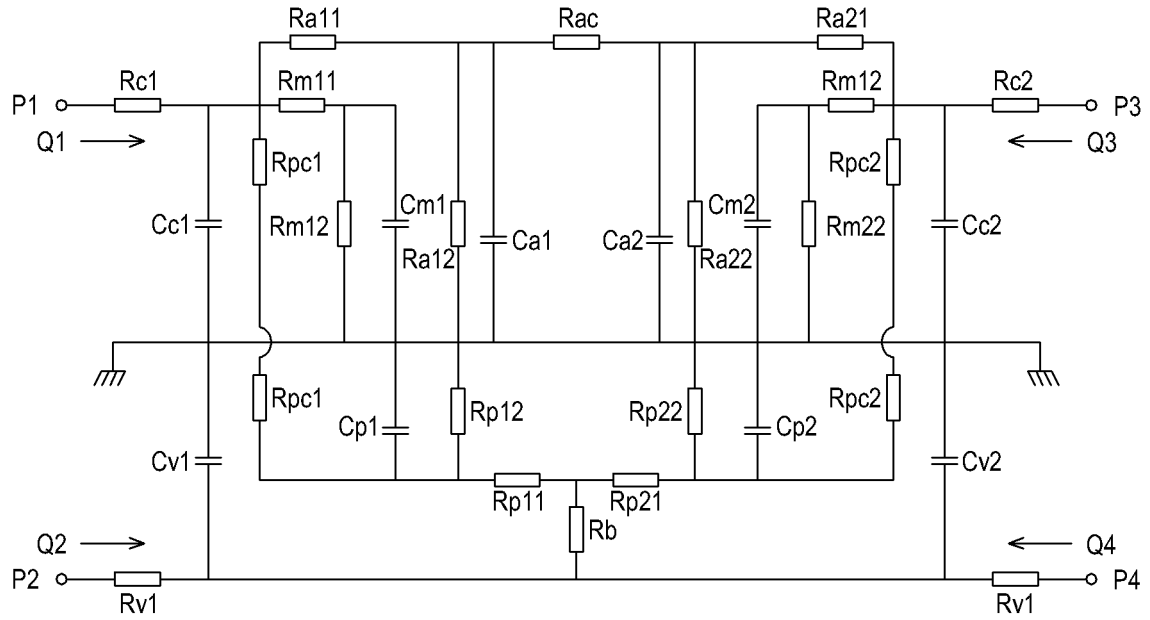 Ra11
Rac
Ra21
Rc1
Rm11
Rm12
Rc2
P1
P3
Q1
Rpc1
Rpc2
Q3
Cc1
Rm12
Cm1
Ra12
Ca1
Ca2
Cm2
Ra22
Rm22
Cc2
Rpc1
Rpc2
Cp1
Rp12
Rp22
Cp2
Cv1
Cv2
Rp11
Rp21
Rb
Q2
Q4
P2
P4
Rv1
Rv1